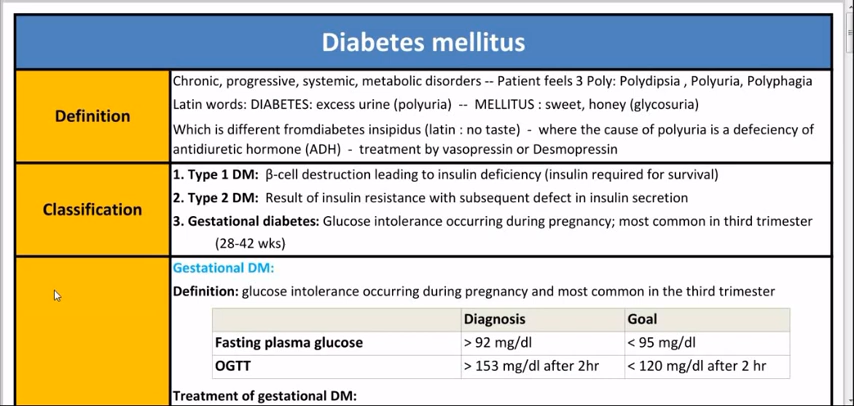 Diabetes mellitus
Definition
Chronic, progressive, systemic, metabolic disorders -- Patient feels 3 Poly: Polydipsia , Polyuria, Polyphagia
Latin words: DIABETES: excess urine (polyuria) -- MELLITUS : sweet, honey (glycosuria)
Which is different fromdiabetes insipidus (latin : no taste) - where the cause of polyuria is a defeciency of
antidiuretic hormone (ADH) - treatment by vasopressin or Desmopressin
Classification
1. Type 1 DM: β-cell destruction leading to insulin deficiency (insulin required for survival)
2. Type 2 DM: Result of insulin resistance with subsequent defect in insulin secretion
3. Gestational diabetes: Glucose intolerance occurring during pregnancy; most common in third trimester
(28-42 wks)
Gestational DM:
Definition: glucose intolerance occurring during pregnancy and most common in the third trimester
Diagnosis Goal
Fasting plasma glucose > 92 mg/dl < 95 mg/dl
OGTT > 153 mg/dl after 2hr < 120 mg/dl after 2 hr
Treatment of gestational DM: